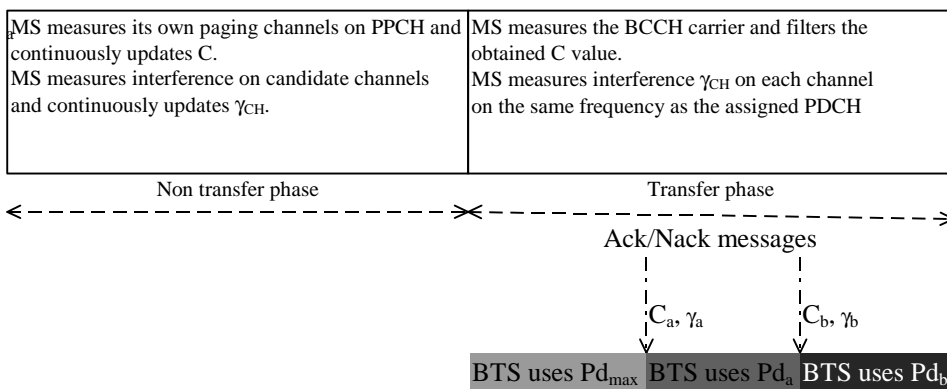 MS measures its own paging channels on PPCH and
continuously updates C.
MS measures interference on candidate channels
and continuously updates γCH.
MS measures the BCCH carrier and filters the
obtained C value.
MS measures interference γCH on each channel
on the same frequency as the assigned PDCH
Non transfer phase
Transfer phase
Ack/Nack messages
Ca, γa
Cb, γb
BTS uses Pdmax
BTS uses Pda
BTS uses Pdb